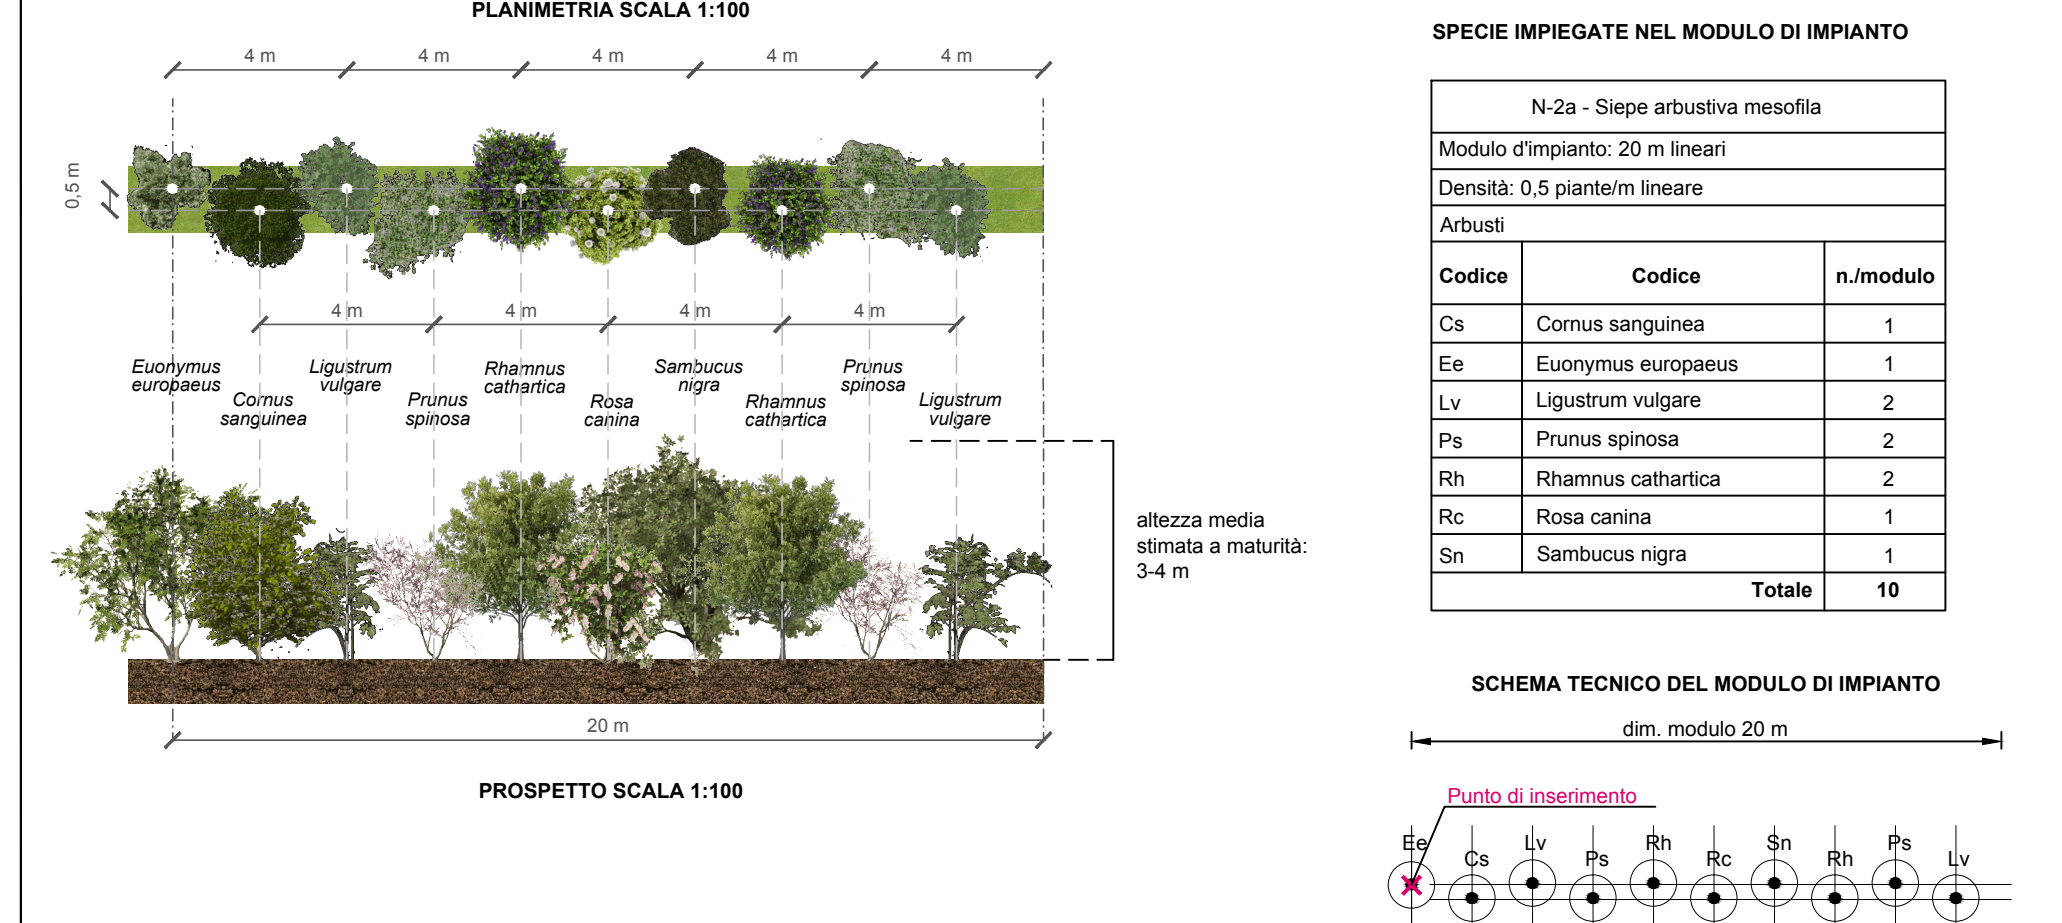 PLANIMETRIA SCALA 1:100
4 m 4 m 4 m 4 m 4 m
0,5 m
4 m 4 m 4 m 4 m
Euonymus
europaeus
Cornus
sanguinea
Ligustrum
vulgare
Prunus
spinosa
Rhamnus
cathartica
Rosa
canina
Sambucus
nigra
Rhamnus
cathartica
Prunus
spinosa
Ligustrum
vulgare
altezza media
stimata a maturità:
3-4 m
20 m
PROSPETTO SCALA 1:100
SPECIE IMPIEGATE NEL MODULO DI IMPIANTO
N-2a - Siepe arbustiva mesofila
Modulo d'impianto: 20 m lineari
Densità: 0,5 piante/m lineare
Arbusti
Codice Codice n./modulo
Cs Cornus sanguinea 1
Ee Euonymus europaeus 1
Lv Ligustrum vulgare 2
Ps Prunus spinosa 2
Rh Rhamnus cathartica 2
Rc Rosa canina 1
Sn Sambucus nigra 1
Totale 10
SCHEMA TECNICO DEL MODULO DI IMPIANTO
dim. modulo 20 m
Punto di inserimento
Ee Cs Lv Ps Rh Rc Sn Rh Ps Lv